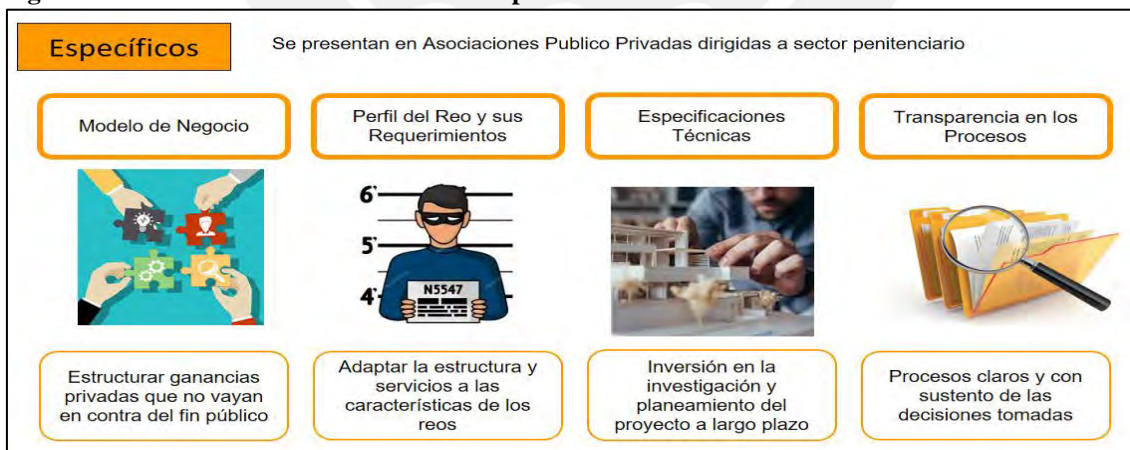 Específicos
Se presentan en Asociaciones Publico Privadas dirigidas a sector penitenciario
Modelo de Negocio
Perfil del Reo y sus
Requerimientos
Especificaciones
Técnicas
Transparencia en los
Procesos
6'
5'
4'
N5547
Estructurar ganancias
privadas que no vayan
en contra del fin público
Adaptar la estructura y
servicios a las
características de los
reos
Inversión en la
investigación y
planeamiento del
proyecto a largo plazo
Procesos claros y con
sustento de las
decisiones tomadas